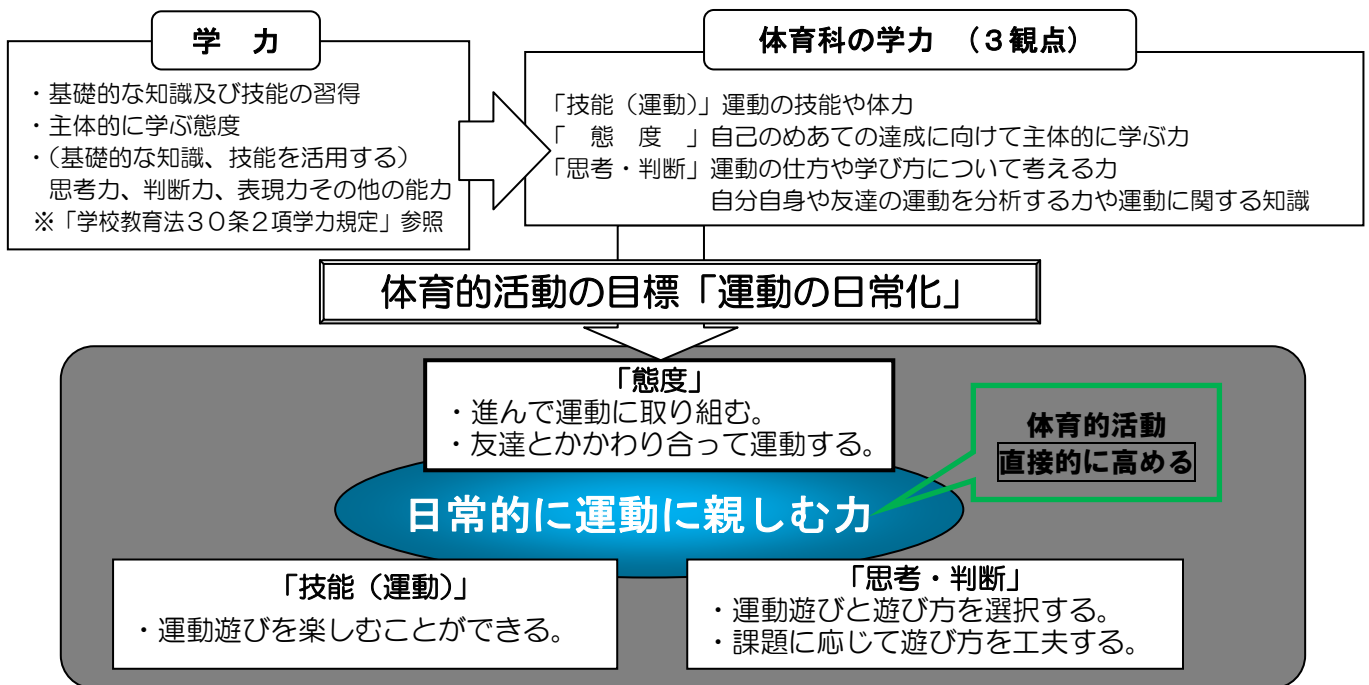 学　力
・基礎的な知識及び技能の習得
・主体的に学ぶ態度
・（基礎的な知識、技能を活用する）
思考力、判断力、表現力その他の能力
※「学校教育法３０条２項学力規定」参照
体育科の学力　（３観点）
「技能（運動）」運動の技能や体力
「　態　度　」自己のめあての達成に向けて主体的に学ぶ力
「思考・判断」運動の仕方や学び方について考える力
自分自身や友達の運動を分析する力や運動に関する知識
体育的活動の目標「運動の日常化」
「態度」
・進んで運動に取り組む。
・友達とかかわり合って運動する。
体育的活動
直接的に高める
日常的に運動に親しむ力
「技能（運動）」
・運動遊びを楽しむことができる。
「思考・判断」
・運動遊びと遊び方を選択する。
・課題に応じて遊び方を工夫する。